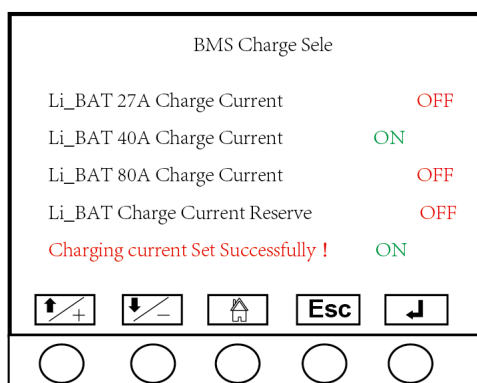 BMS Charge Sele
Li_BAT 27A Charge Current OFF
Li_BAT 40A Charge Current ON
Li_BAT 80A Charge Current OFF
Li_BAT Charge Current Reserve OFF
Charging current Set Successfully ! ON
⬆/+ ⬇/− Esc ↲